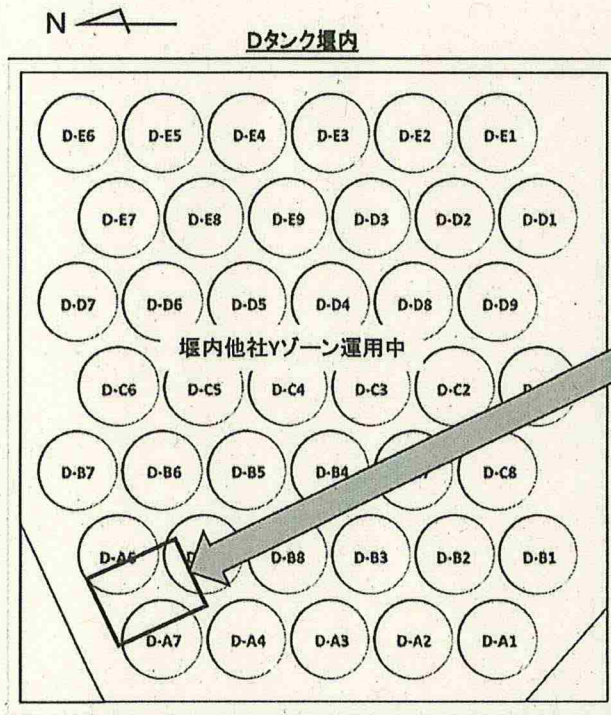 N
Dタンク堰内
D-E6 D-E5 D-E4 D-E3 D-E2 D-E1
D-E7 D-E8 D-E9 D-D3 D-D2 D-D1
D-D7 D-D6 D-D5 D-D4 D-D8 D-D9
堰内他社Yゾーン運用中
D-C6 D-C5 D-C4 D-C3 D-C2
D-B7 D-B6 D-B5 D-B4 D-C8
D-A6 D-B8 D-B3 D-B2 D-B1
D-A7 D-A4 D-A3 D-A2 D-A1